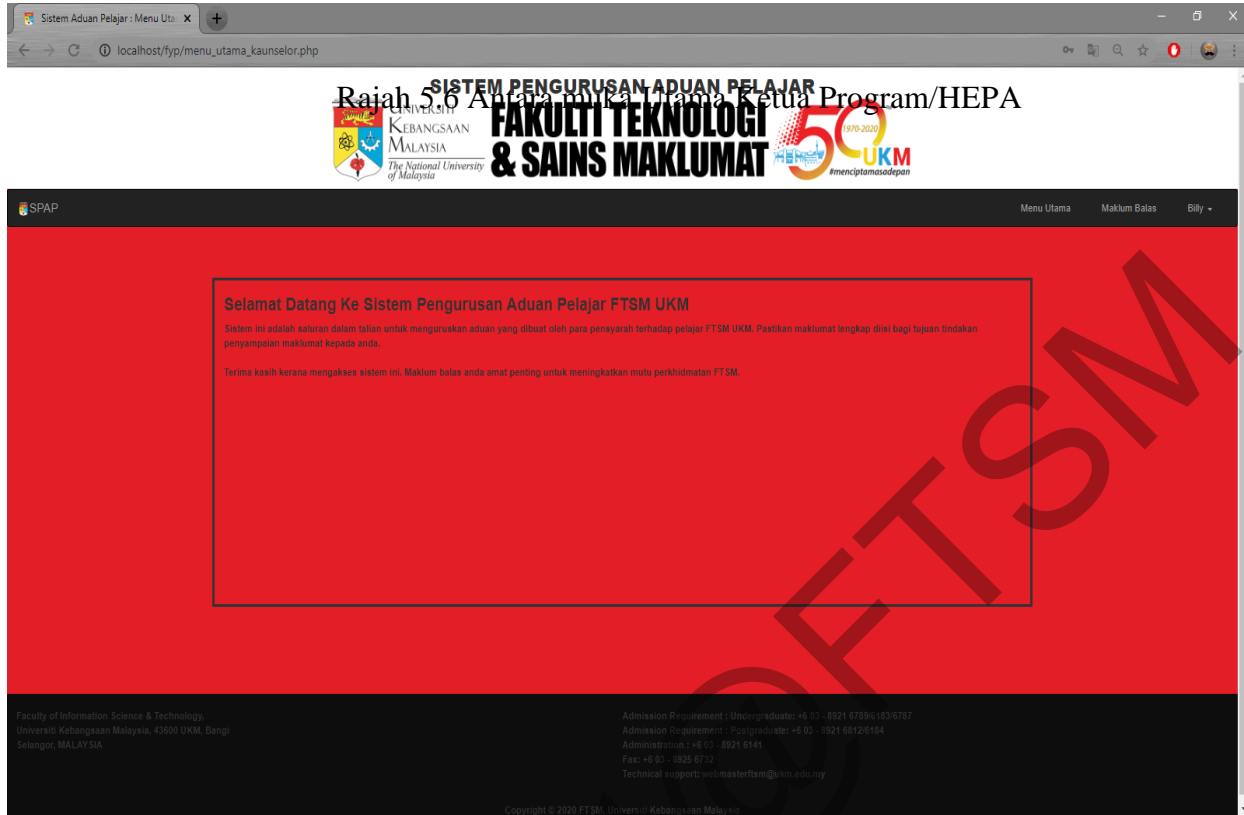 Sistem Aduan Pelajar : Menu Uta
localhost/fyp/menu_utama_kaunselor.php
SISTEM PENGURUSAN ADUAN PELAJAR
Rajah 5.6 Antara muka Utama Ketua Program/HEPA
UNIVERSITI
KEBANGSAAN
MALAYSIA
The National University
of Malaysia
FAKULTI TEKNOLOGI
& SAINS MAKLUMAT
50
1970-2020
UKM
#menciptamasadepan
SPAP
Menu Utama
Maklum Balas
Billy
Selamat Datang Ke Sistem Pengurusan Aduan Pelajar FTSM UKM
Sistem ini adalah saluran dalam talian untuk menguruskan aduan yang dibuat oleh para pensyarah terhadap pelajar FTSM UKM. Pastikan maklumat lengkap diisi bagi tujuan tindakan
penyampaian maklumat kepada anda.
Terima kasih kerana mengakses sistem ini. Maklum balas anda amat penting untuk meningkatkan mutu perkhidmatan FTSM.
@FTSM
Faculty of Information Science & Technology,
Universiti Kebangsaan Malaysia, 43600 UKM, Bangi
Selangor, MALAYSIA
Admission Requirement : Undergraduate: +6 03 - 8921 6789/6183/6787
Admission Requirement : Postgraduate: +6 03 - 8921 6812/6184
Administration : +6 03 - 8921 6141
Fax: +6 03 - 8925 6732
Technical support: webmasterftsm@ukm.edu.my
Copyright © 2020 FTSM, Universiti Kebangsaan Malaysia